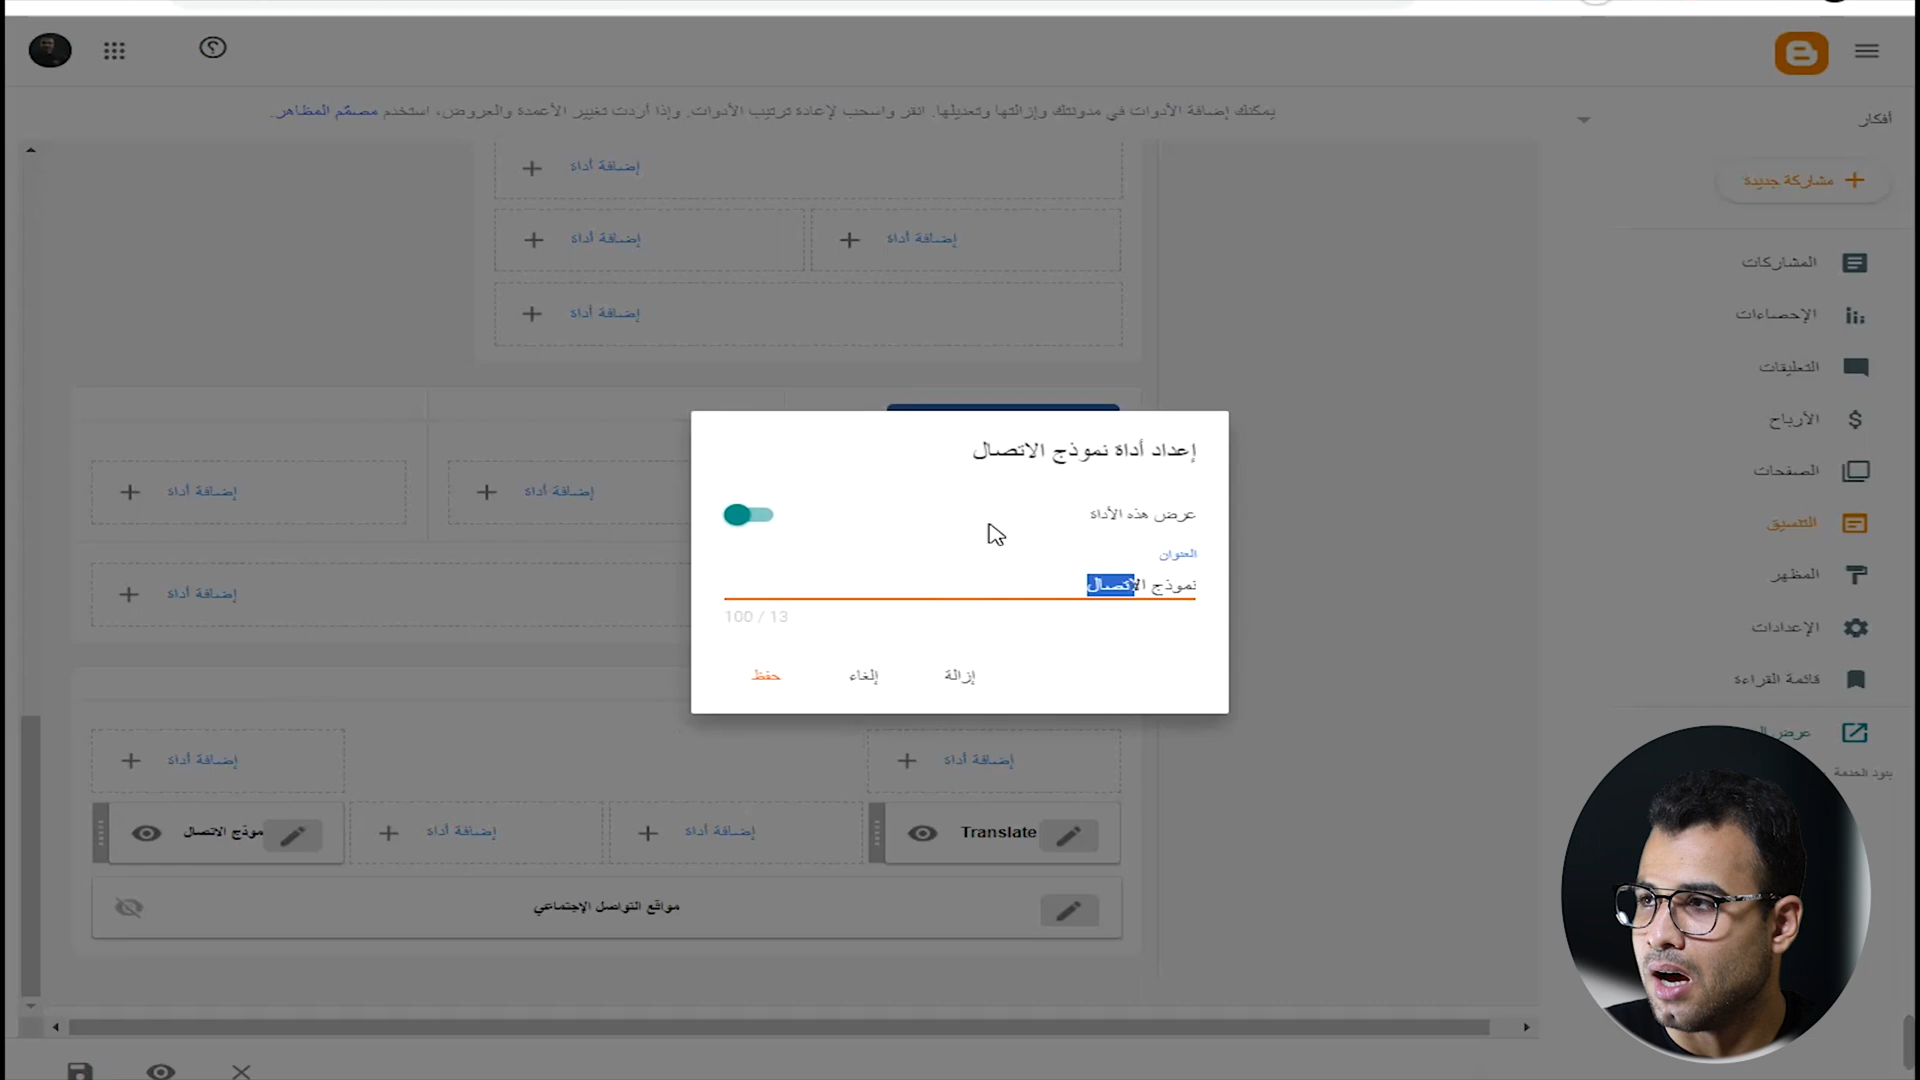 يمكنك إضافة الأدوات في مدونتك وإزالتها وتعديلها. انقر واسحب لإعادة ترتيب الأدوات. وإذا أردت تغيير الأعمدة والعروض، استخدم مصمّم المظاهر.
أفكار
مشاركة جديدة
المشاركات
الإحصاءات
التعليقات
الأرباح
الصفحات
التنسيق
المظهر
الإعدادات
قائمة القراءة
عرض
بنود الخدمة
إضافة أداة
إضافة أداة
إضافة أداة
إضافة أداة
إضافة أداة
إضافة أداة
إضافة أداة
إعداد أداة نموذج الاتصال
عرض هذه الأداة
العنوان
نموذج الاتصال
13 / 100
إزالة
إلغاء
حفظ
إضافة أداة
إضافة أداة
Translate
إضافة أداة
إضافة أداة
موذج الاتصال
مواقع التواصل الإجتماعي